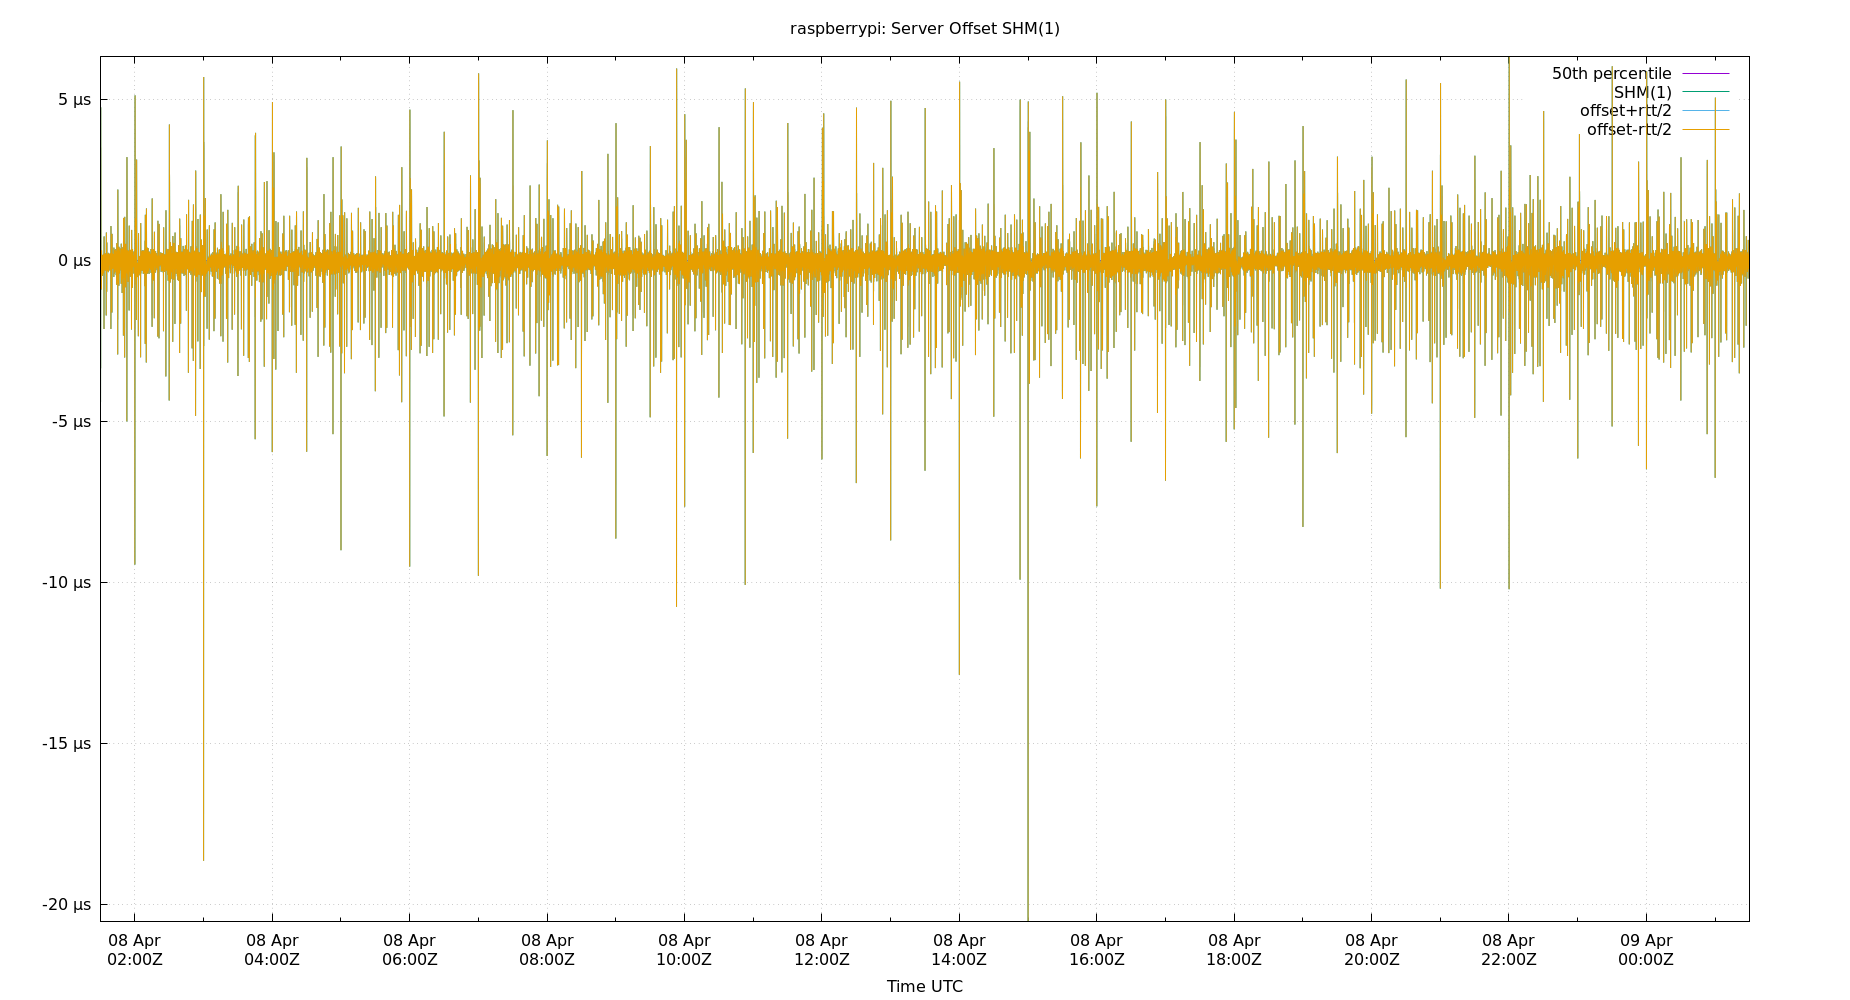 raspberrypi: Server Offset SHM(1)
50th percentile
SHM(1)
offset+rtt/2
offset-rtt/2
5 µs
0 µs
-5 µs
-10 µs
-15 µs
-20 µs
08 Apr 08 Apr 08 Apr 08 Apr 08 Apr 08 Apr 08 Apr 08 Apr 08 Apr 08 Apr 08 Apr 09 Apr
02:00Z 04:00Z 06:00Z 08:00Z 10:00Z 12:00Z 14:00Z 16:00Z 18:00Z 20:00Z 22:00Z 00:00Z
Time UTC